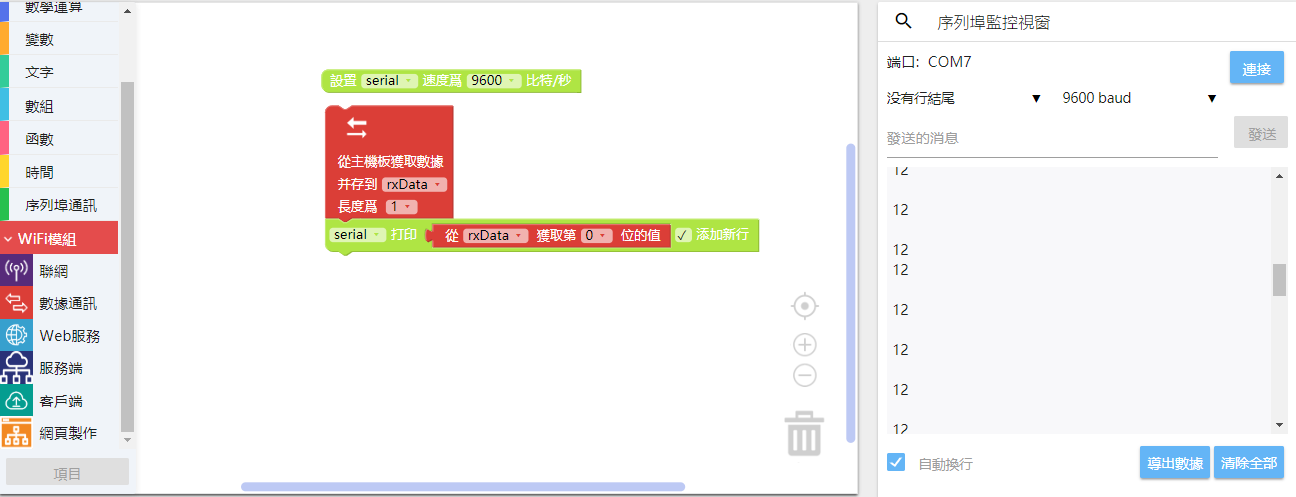 數學運算
變數
文字
數組
函數
時間
序列埠通訊
WiFi模組
聯網
數據通訊
Web服務
服務端
客戶端
網頁製作
項目
設置 serial 速度爲 9600 比特/秒
從主機板獲取數據
并存到 rxData
長度爲 1
serial 打印 從 rxData 獲取第 0 位的值 ✓ 添加新行
序列埠監控視窗
端口: COM7
連接
没有行結尾 9600 baud
發送的消息
發送
12
12
12
12
12
12
12
12
自動換行
導出數據 清除全部